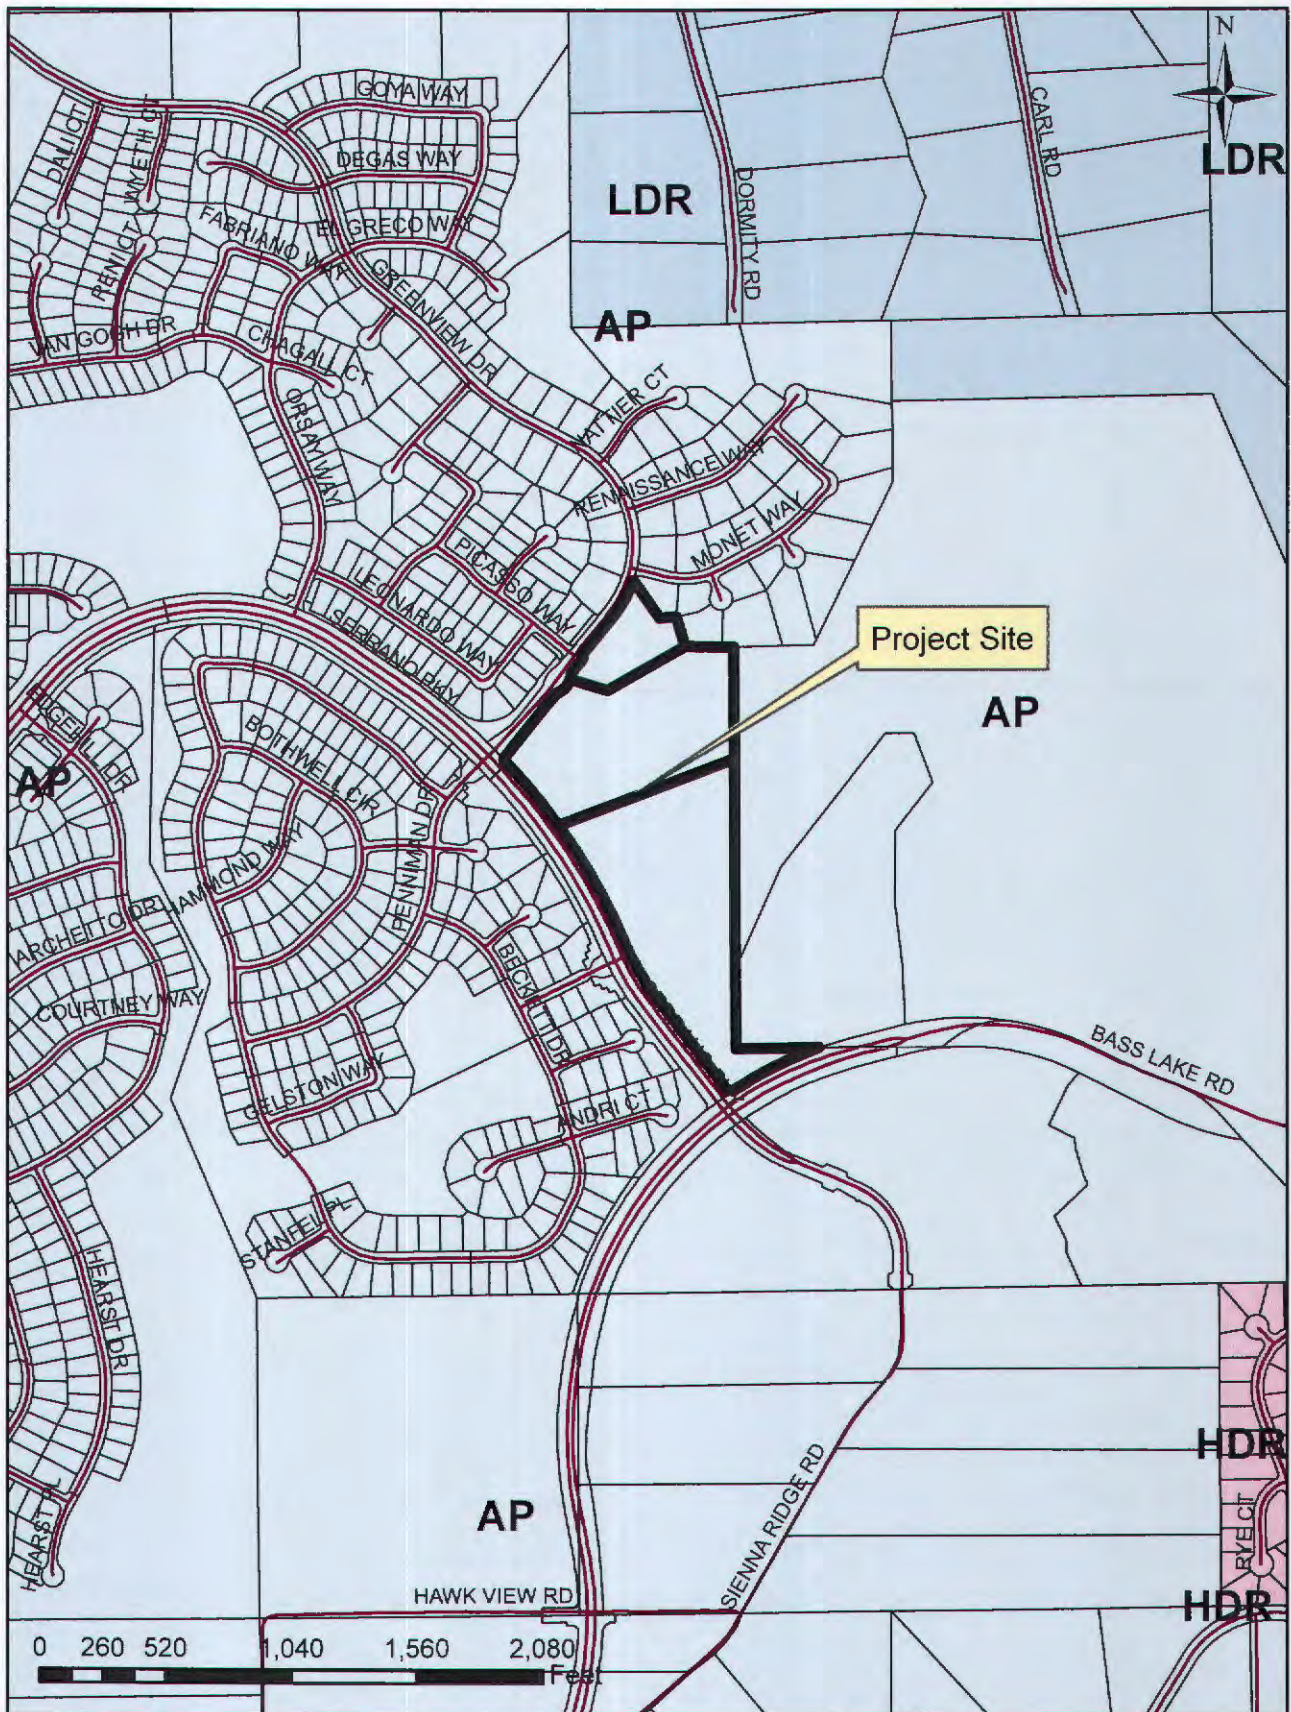 N
GOYA WAY
DALI CT
WYETH CT
CARL RD
DEGAS WAY
LDR
LDR
DORMITY RD
FABRIANO WAY
EL GRECO WAY
RENI CT
GREENVIEW DR
AP
VAN GOGH DR
CHAGALL CT
NATTIER CT
ORSAY WAY
RENAISSANCE WAY
MONET WAY
PICASSO WAY
LEONARDO WAY
SERRANO PKY
Project Site
AP
EDGEHILL DR
AP
BOTHWELL CIR
PENNIMAN DR
HAMMOND WAY
ARCHETTO DR
BECKETT DR
COURTNEY WAY
BASS LAKE RD
GELSTON WAY
ANDRI CT
STANFEL PL
HEARST DR
HDR
SIENNA RIDGE RD
AP
HEARST PL
RYE CT
HAWK VIEW RD
HDR
0 260 520 1,040 1,560 2,080
Feet